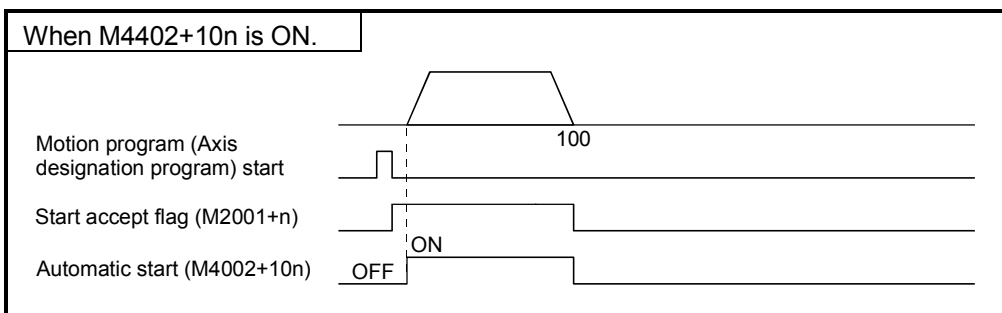 When M4402+10n is ON.
100
Motion program (Axis
designation program) start
Start accept flag (M2001+n)
ON
Automatic start (M4002+10n)
OFF